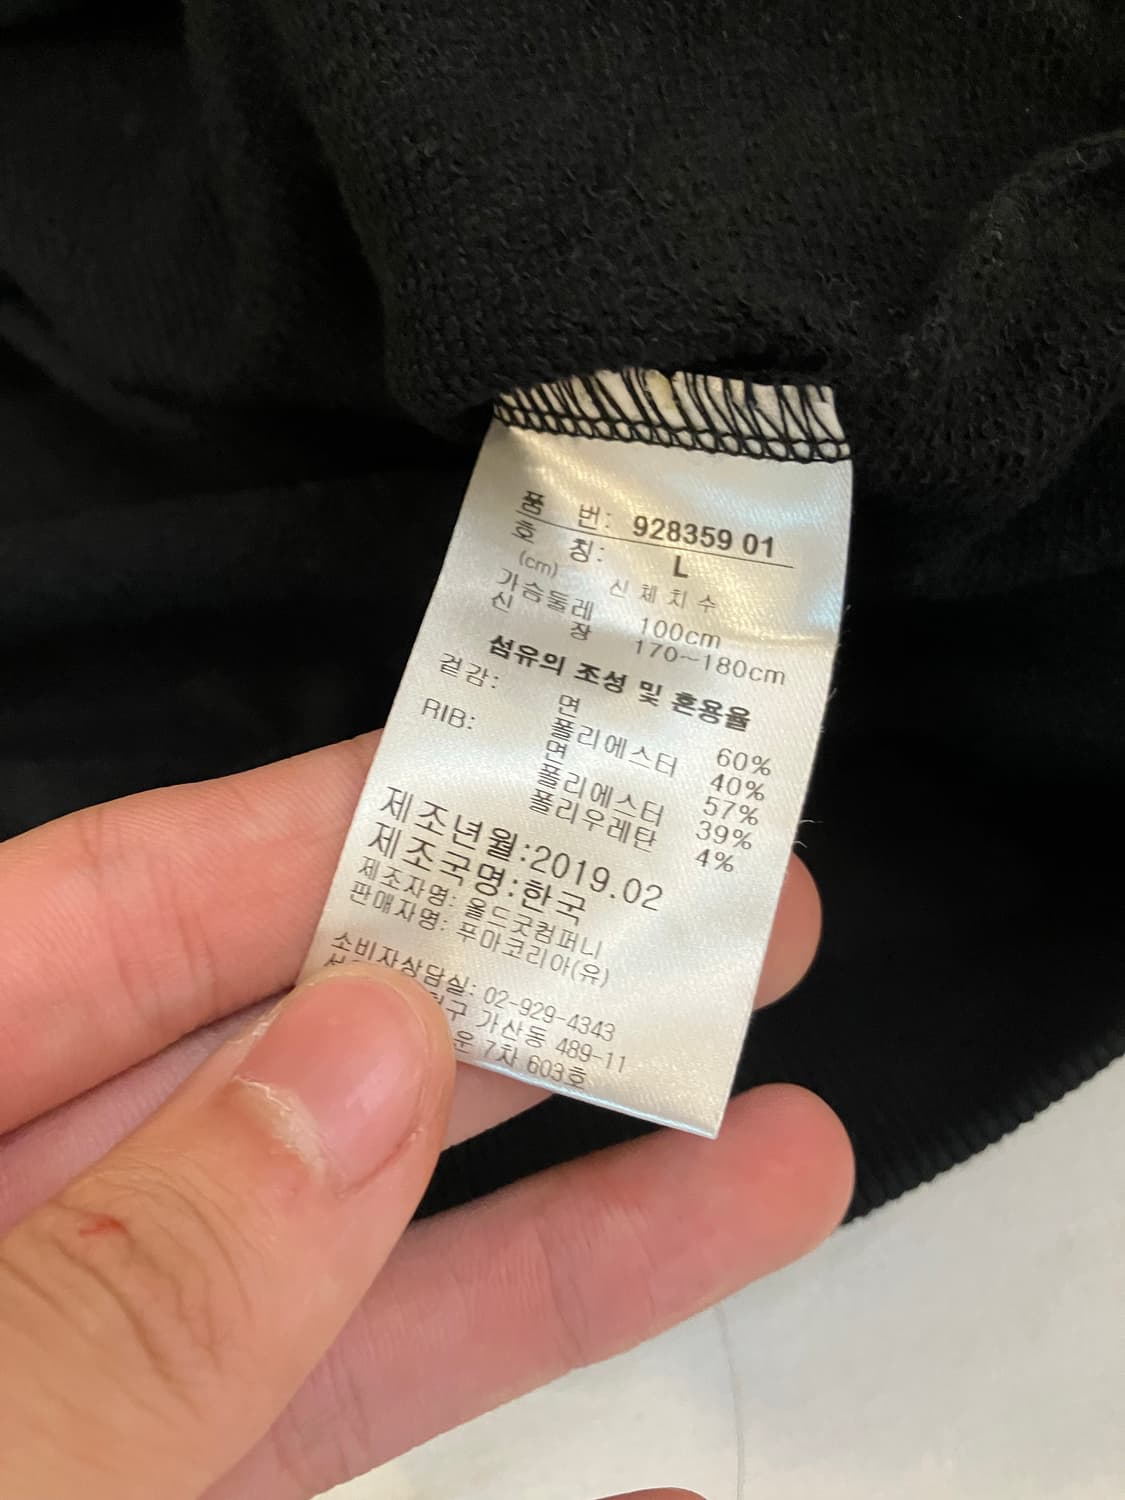 품 번: 928359 01
호 칭: L
(cm) 신체치수
가슴둘레 100cm
신 장 170~180cm
섬유의 조성 및 혼용율
겉감: 면 60%
폴리에스터 40%
RIB: 면 57%
폴리에스터 39%
폴리우레탄 4%
제조년월:2019.02
제조국명:한국
제조자명: 올드굿컴퍼니
판매자명: 푸마코리아(유)
소비자상담실: 02-929-4343
가산동 489-11
7차 603호